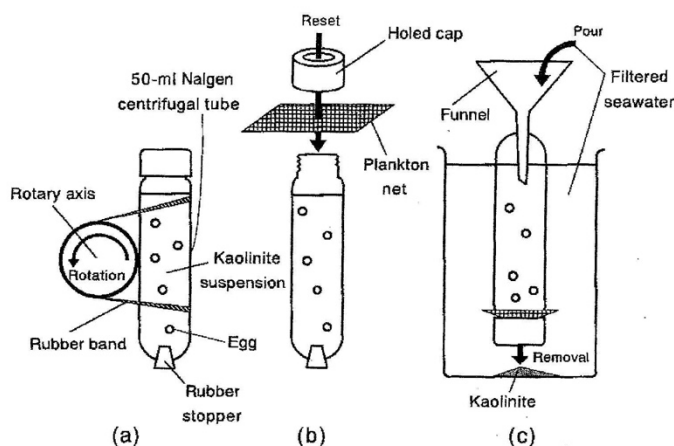 Reset
Holed cap
Pour
50-ml Nalgen
centrifugal tube
Funnel
Filtered
seawater
Plankton
net
Rotary axis
Rotation
Kaolinite
suspension
Rubber band
Egg
Removal
Rubber
stopper
Kaolinite
(a)
(b)
(c)